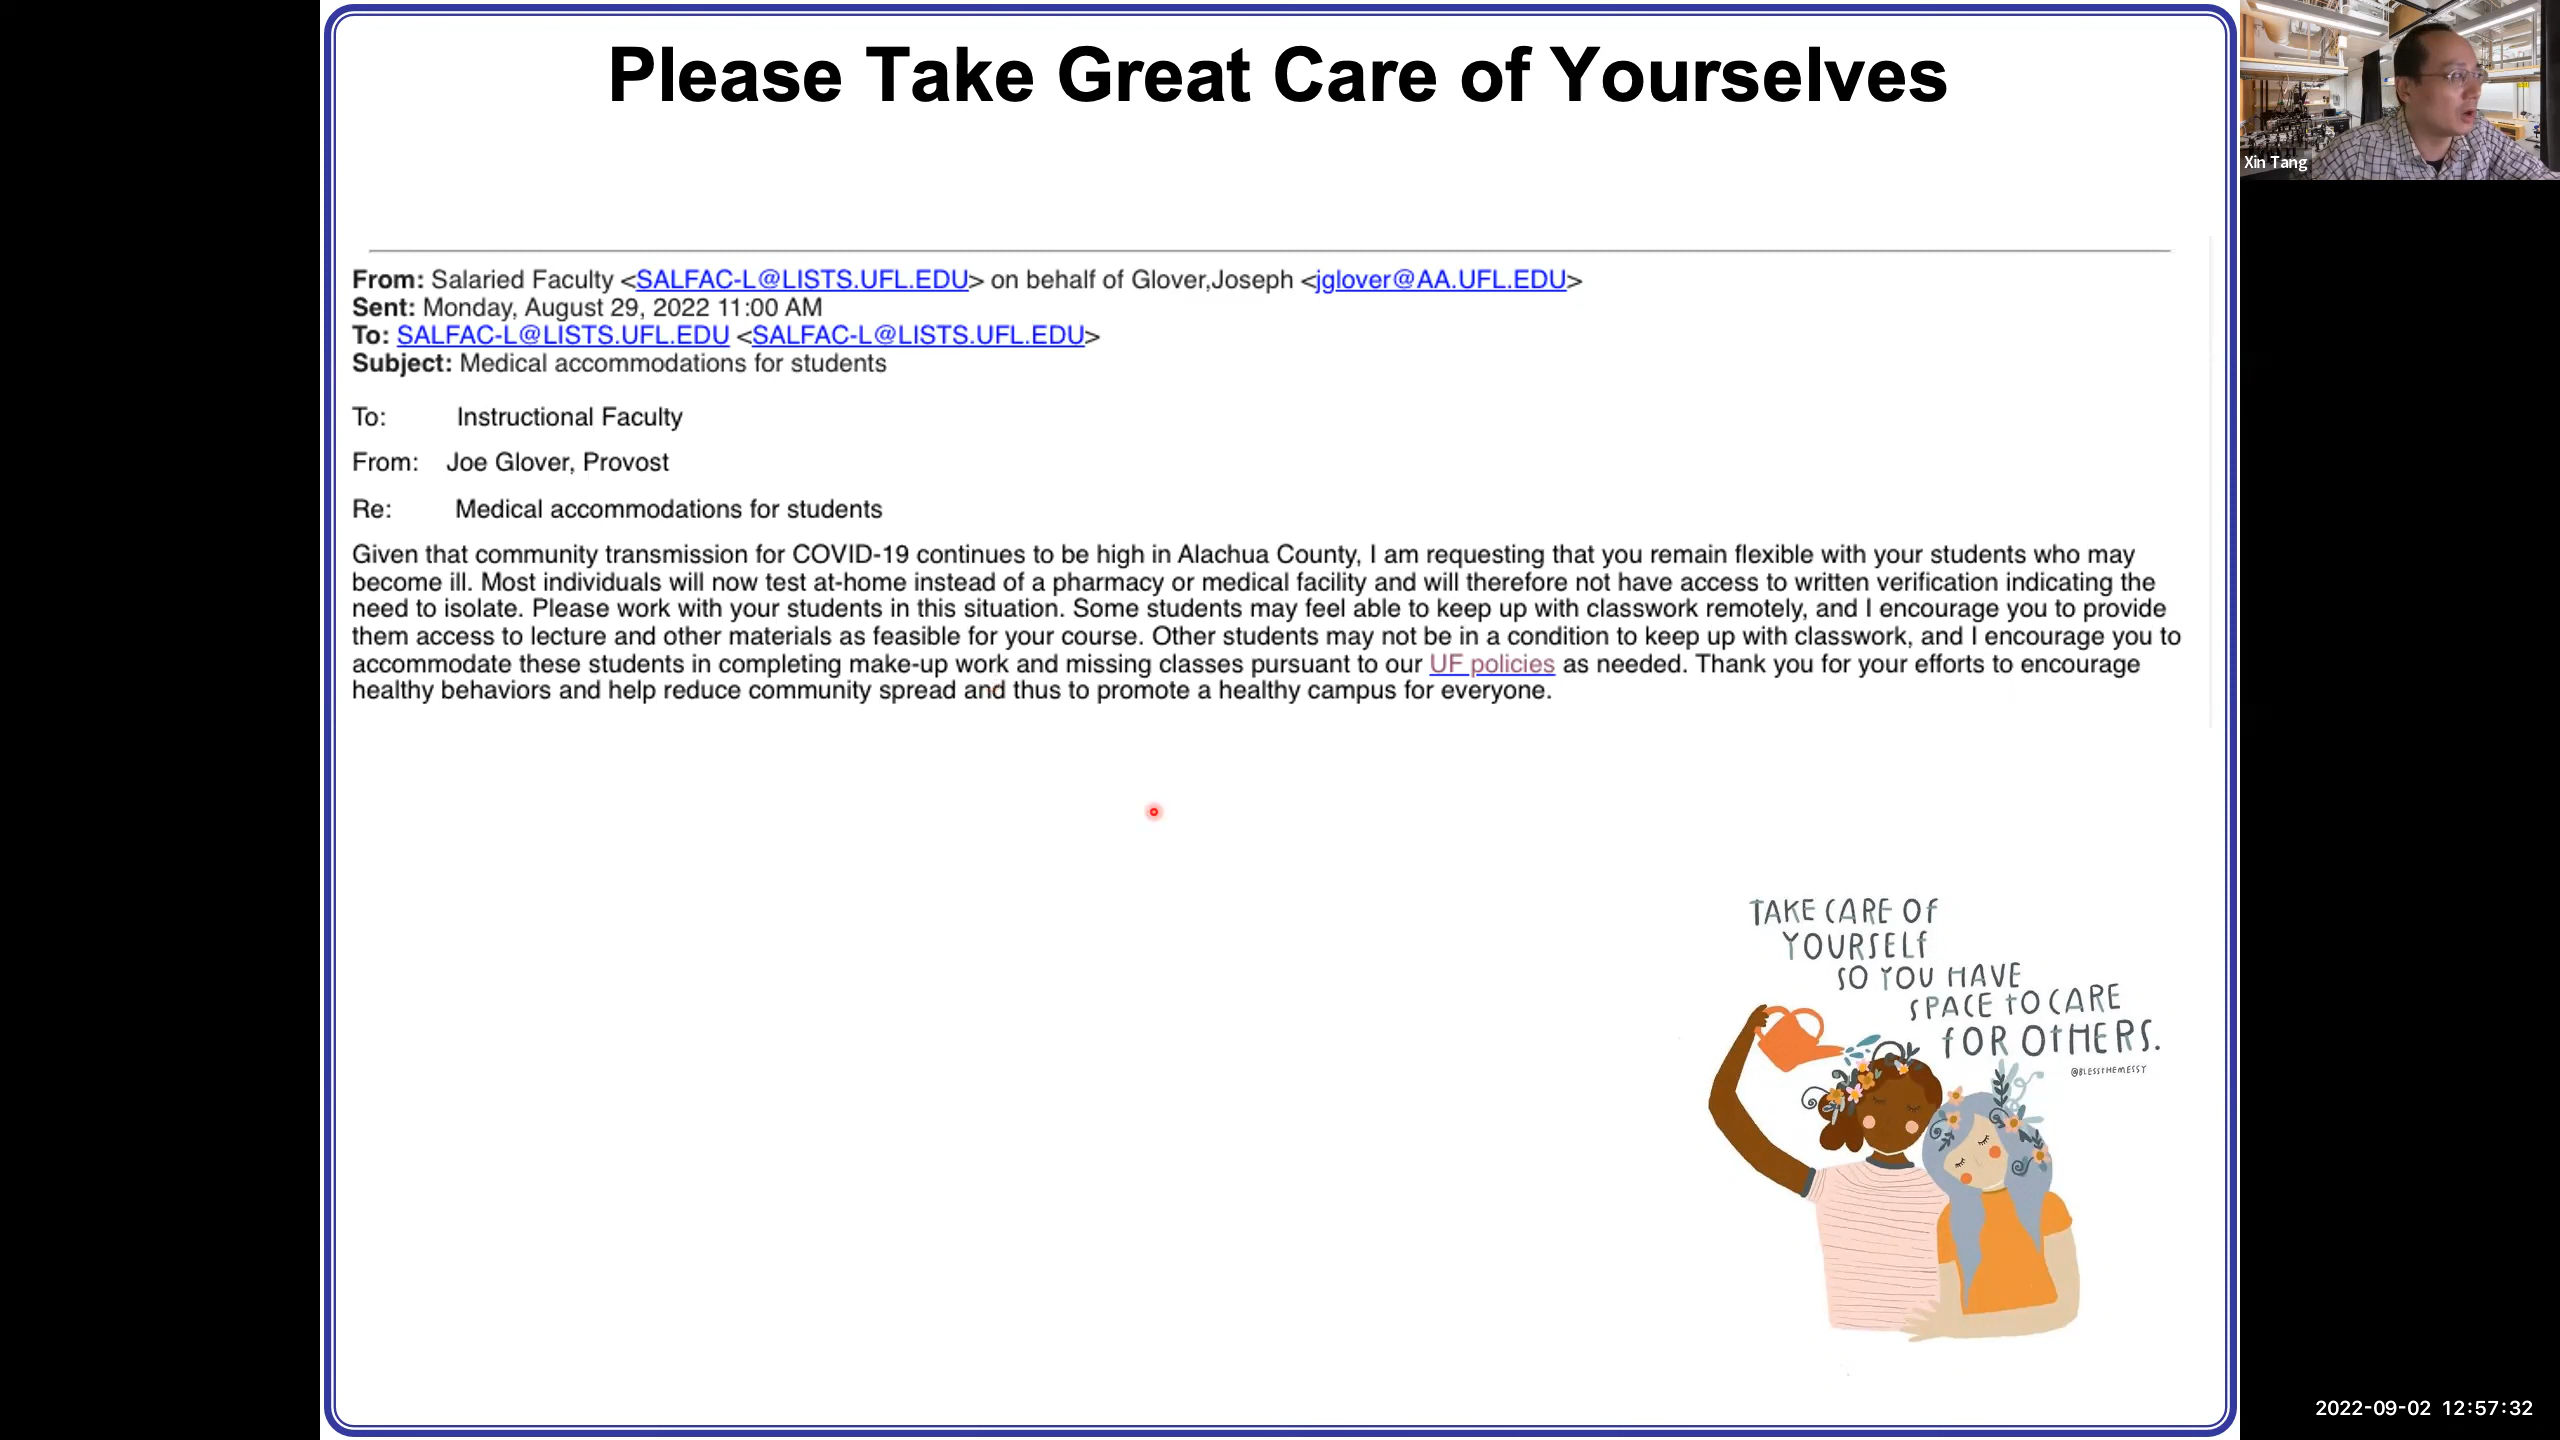 Please Take Great Care of Yourselves
Xin Tang
From: Salaried Faculty <SALFAC-L@LISTS.UFL.EDU> on behalf of Glover,Joseph <jglover@AA.UFL.EDU>
Sent: Monday, August 29, 2022 11:00 AM
To: SALFAC-L@LISTS.UFL.EDU <SALFAC-L@LISTS.UFL.EDU>
Subject: Medical accommodations for students
To: Instructional Faculty
From: Joe Glover, Provost
Re: Medical accommodations for students
Given that community transmission for COVID-19 continues to be high in Alachua County, I am requesting that you remain flexible with your students who may
become ill. Most individuals will now test at-home instead of a pharmacy or medical facility and will therefore not have access to written verification indicating the
need to isolate. Please work with your students in this situation. Some students may feel able to keep up with classwork remotely, and I encourage you to provide
them access to lecture and other materials as feasible for your course. Other students may not be in a condition to keep up with classwork, and I encourage you to
accommodate these students in completing make-up work and missing classes pursuant to our UF policies as needed. Thank you for your efforts to encourage
healthy behaviors and help reduce community spread and thus to promote a healthy campus for everyone.
TAKE CARE OF
YOURSELF
SO YOU HAVE
SPACE TO CARE
FOR OTHERS.
@BLESSTHEMESSY
2022-09-02 12:57:32